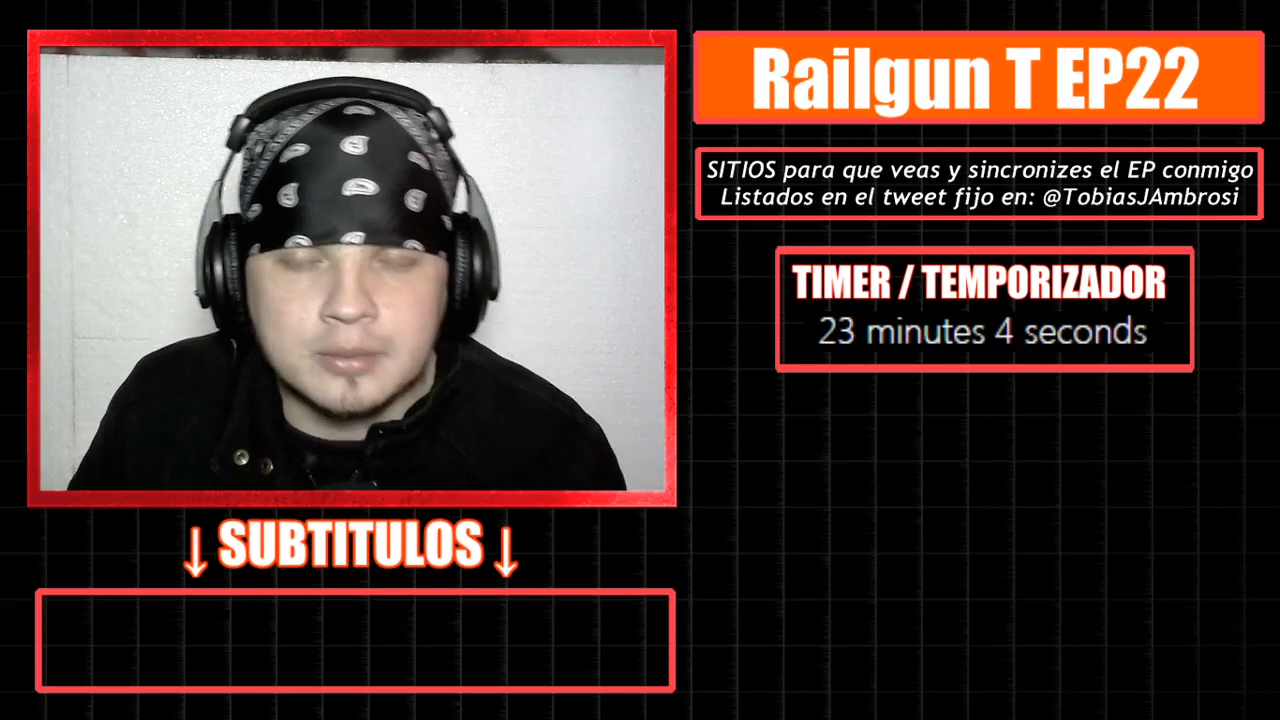 Railgun T EP22
SITIOS para que veas y sincronizes el EP conmigo
Listados en el tweet fijo en: @TobiasJAmbrosi
TIMER / TEMPORIZADOR
23 minutes 4 seconds
↓ SUBTITULOS ↓